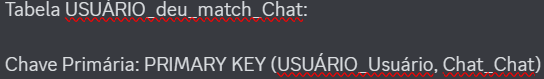 Tabela USUÁRIO_deu_match_Chat:
Chave Primária: PRIMARY KEY (USUÁRIO_Usuário, Chat_Chat)